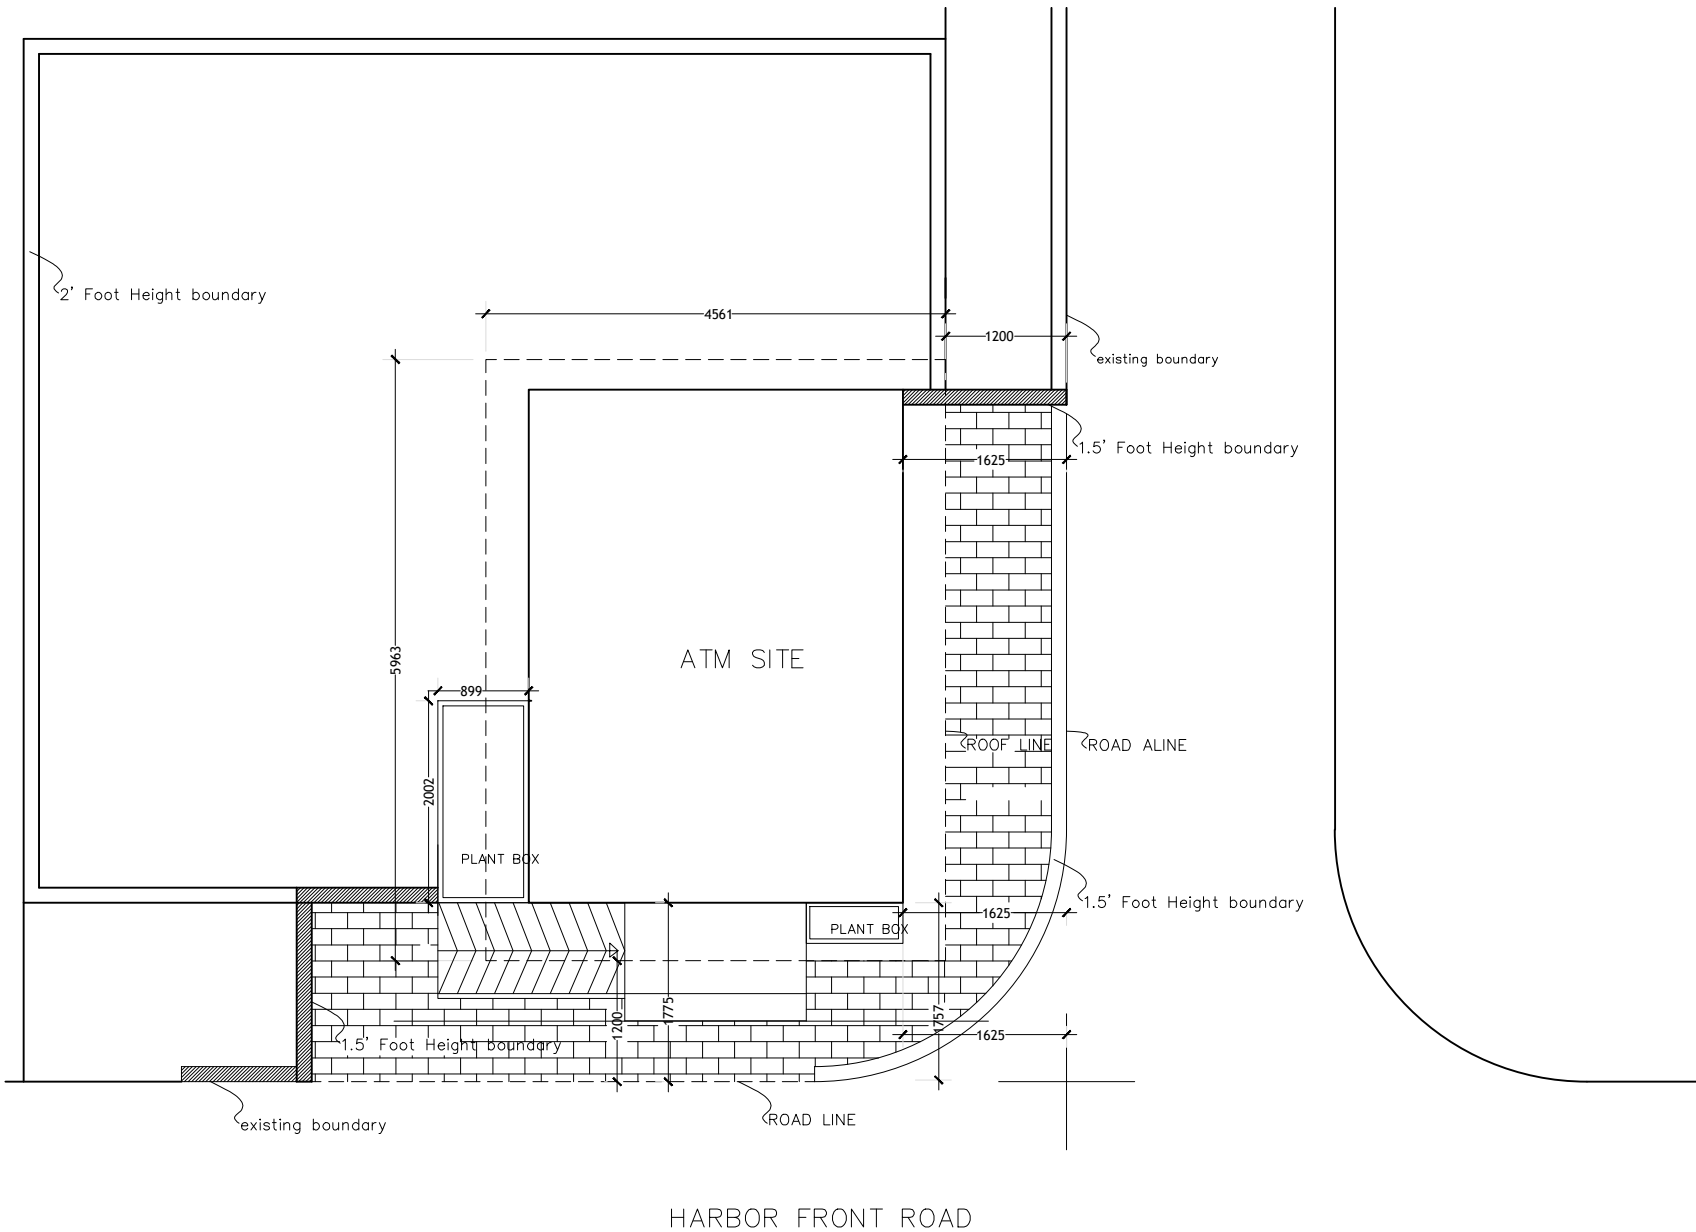 2' Foot Height boundary
4561
1200
existing boundary
1.5' Foot Height boundary
1625
ATM SITE
5963
899
ROOF LINE
ROAD ALINE
2002
PLANT BOX
1.5' Foot Height boundary
1625
PLANT BOX
1200
1775
1757
1625
1.5' Foot Height boundary
existing boundary
ROAD LINE
HARBOR FRONT ROAD